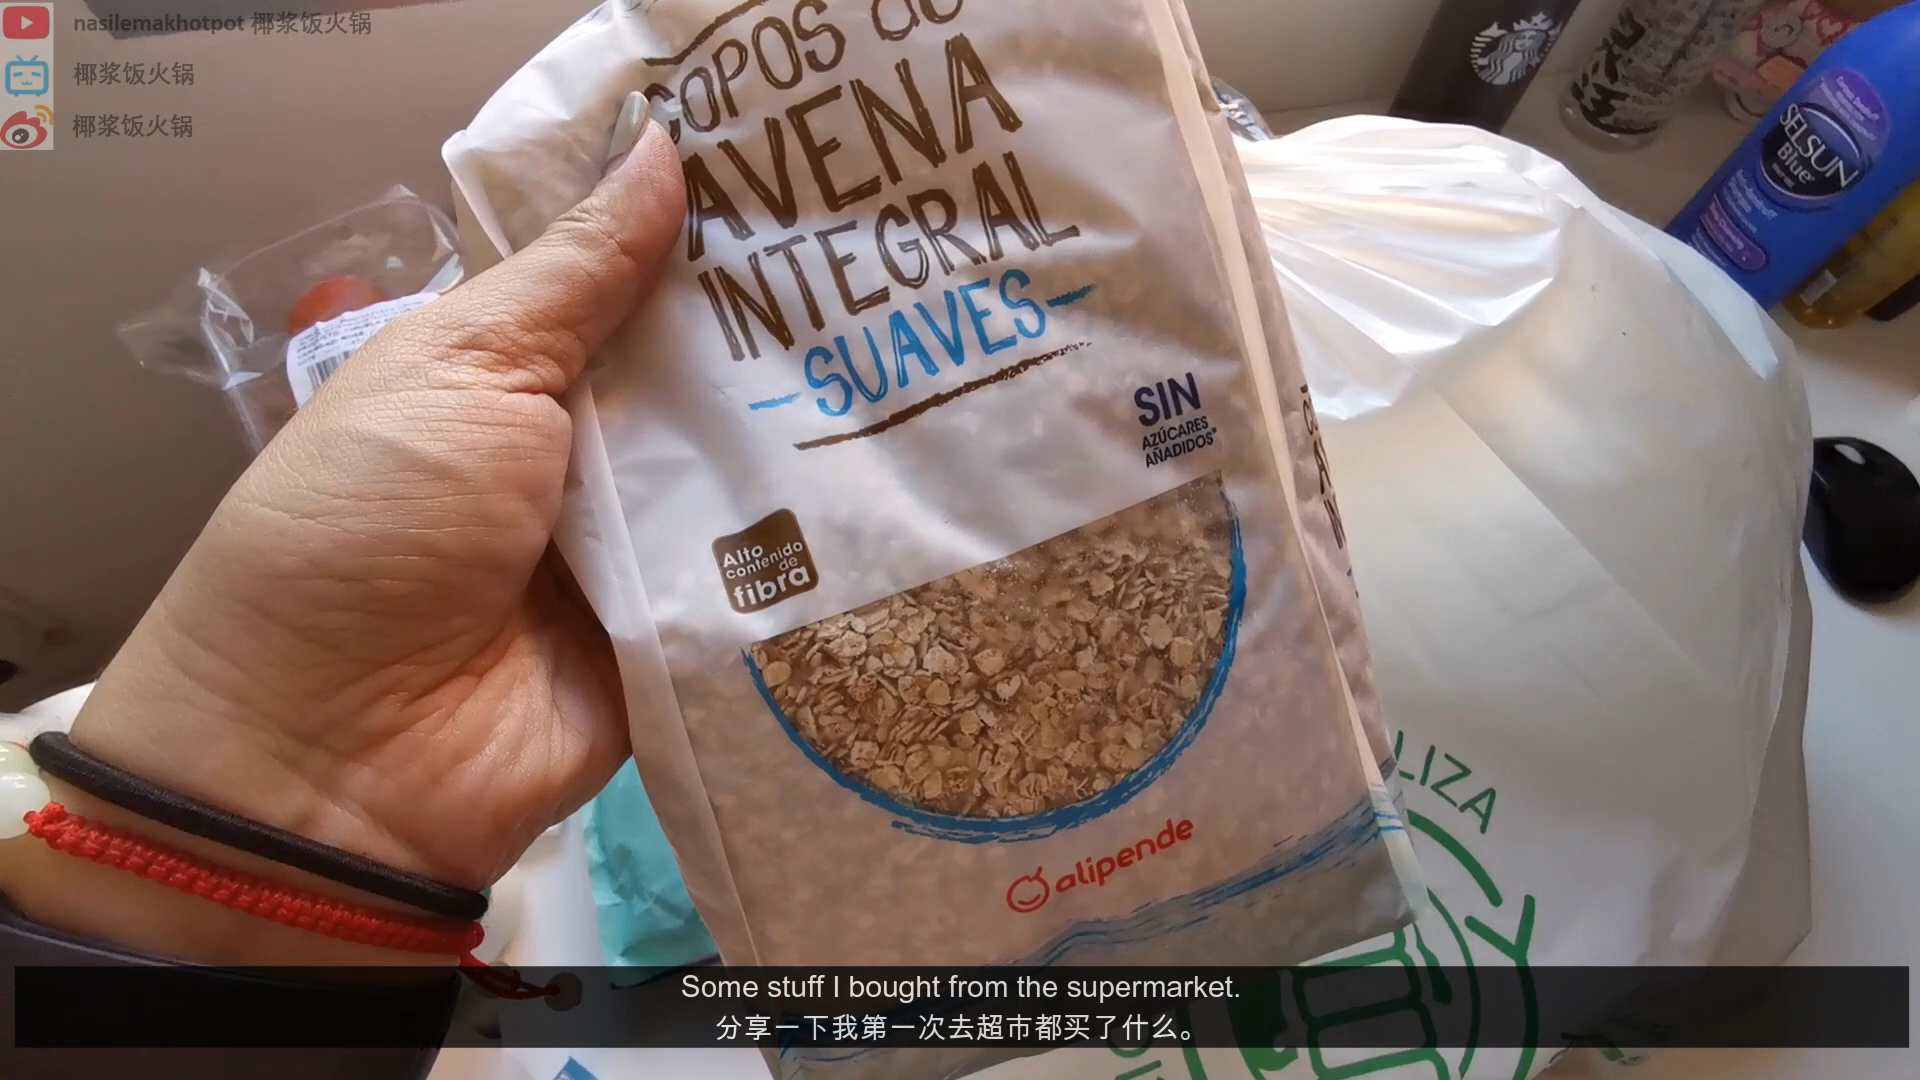 nasilemakhotpot 椰浆饭火锅
椰浆饭火锅
椰浆饭火锅
COPOS de
AVENA
INTEGRAL
SUAVES
SIN
AZÚCARES
AÑADIDOS*
Alto
contenido
de
fibra
alipende
SELSUN
Blue
LIZA
Some stuff I bought from the supermarket.
分享一下我第一次去超市都买了什么。